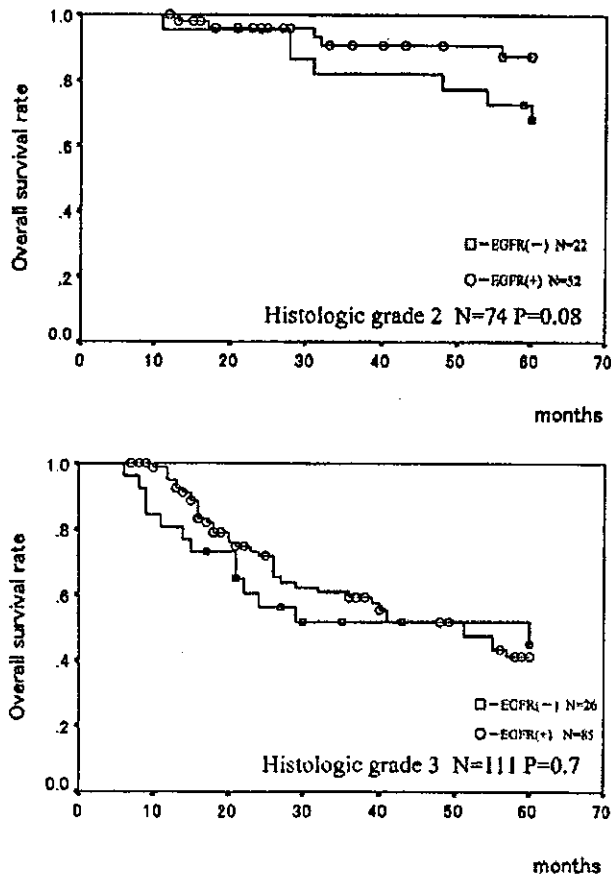 Overall survival rate
1.0
.8
.6
.4
.2
0.0
□-EGFR(-) N=22
○-EGFR(+) N=52
Histologic grade 2 N=74 P=0.08
0 10 20 30 40 50 60 70
months
Overall survival rate
1.0
.8
.6
.4
.2
0.0
□-EGFR(-) N=26
○-EGFR(+) N=85
Histologic grade 3 N=111 P=0.7
0 10 20 30 40 50 60 70
months